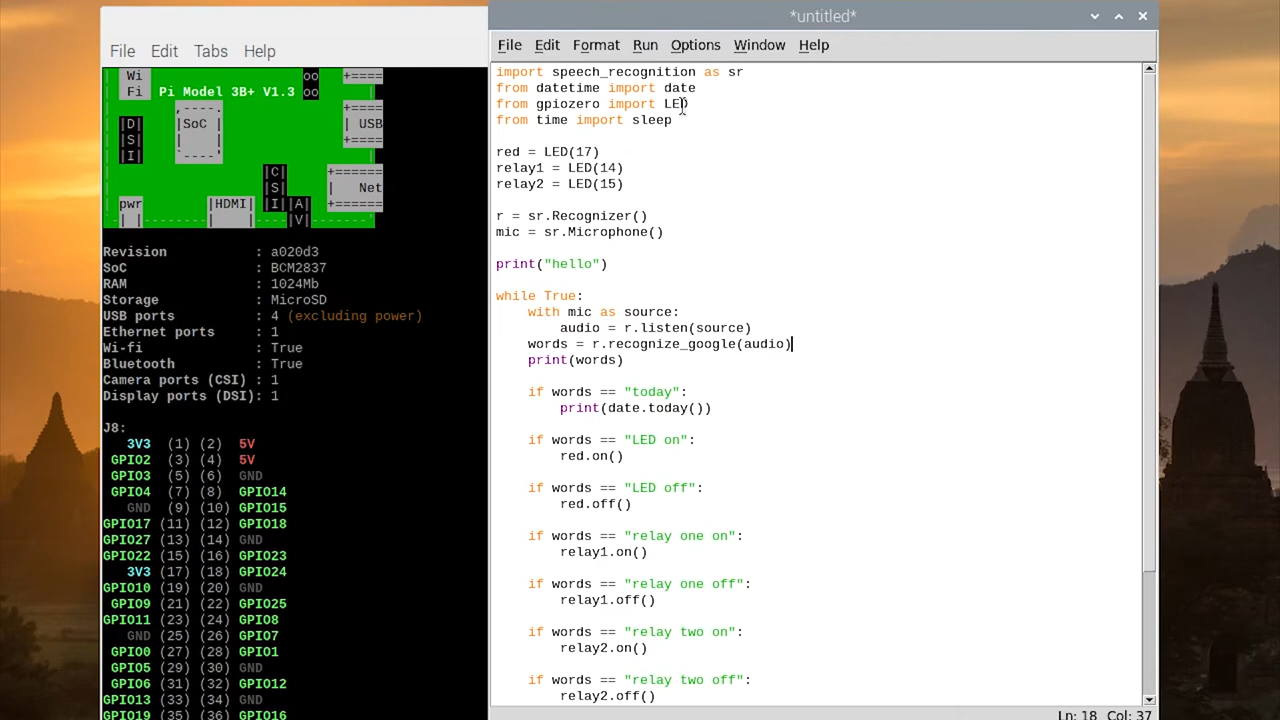 *untitled*
File Edit Tabs Help
File Edit Format Run Options Window Help
Wi oo +====
Fi Pi Model 3B+ V1.3 oo |
| ,----. +====
|D| |SoC | | USB
|S| | | +====
|I| `----' |
|C| +======
|S| | Net
pwr |HDMI| |I||A| +======
| | | | |V|
Revision : a020d3
SoC : BCM2837
RAM : 1024Mb
Storage : MicroSD
USB ports : 4 (excluding power)
Ethernet ports : 1
Wi-fi : True
Bluetooth : True
Camera ports (CSI) : 1
Display ports (DSI): 1
J8:
3V3 (1) (2) 5V
GPIO2 (3) (4) 5V
GPIO3 (5) (6) GND
GPIO4 (7) (8) GPIO14
GND (9) (10) GPIO15
GPIO17 (11) (12) GPIO18
GPIO27 (13) (14) GND
GPIO22 (15) (16) GPIO23
3V3 (17) (18) GPIO24
GPIO10 (19) (20) GND
GPIO9 (21) (22) GPIO25
GPIO11 (23) (24) GPIO8
GND (25) (26) GPIO7
GPIO0 (27) (28) GPIO1
GPIO5 (29) (30) GND
GPIO6 (31) (32) GPIO12
GPIO13 (33) (34) GND
GPIO19 (35) (36) GPIO16
import speech_recognition as sr
from datetime import date
from gpiozero import LED
from time import sleep
red = LED(17)
relay1 = LED(14)
relay2 = LED(15)
r = sr.Recognizer()
mic = sr.Microphone()
print("hello")
while True:
    with mic as source:
        audio = r.listen(source)
    words = r.recognize_google(audio)
    print(words)
    if words == "today":
        print(date.today())
    if words == "LED on":
        red.on()
    if words == "LED off":
        red.off()
    if words == "relay one on":
        relay1.on()
    if words == "relay one off":
        relay1.off()
    if words == "relay two on":
        relay2.on()
    if words == "relay two off":
        relay2.off()
Ln: 18 Col: 37